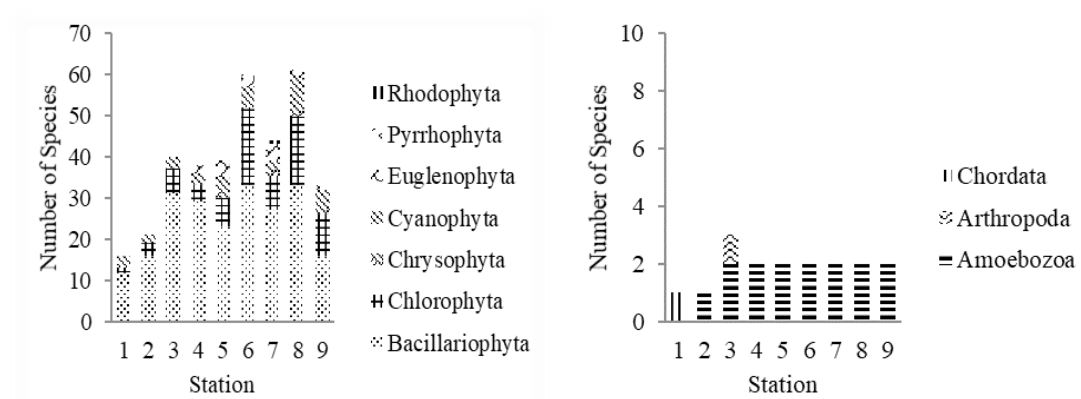 70
60
50
40
30
20
10
0
Number of Species
1 2 3 4 5 6 7 8 9
Station
Rhodophyta
Pyrrhophyta
Euglenophyta
Cyanophyta
Chrysophyta
Chlorophyta
Bacillariophyta
10
8
6
4
2
0
Number of Species
1 2 3 4 5 6 7 8 9
Station
Chordata
Arthropoda
Amoebozoa